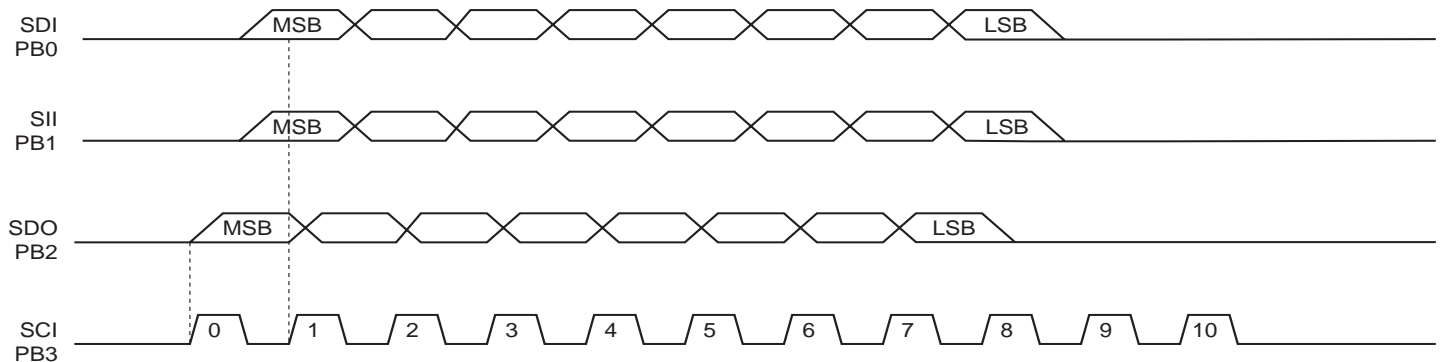 SDI
PB0
MSB LSB
SII
PB1
MSB LSB
SDO
PB2
MSB LSB
SCI
PB3
0 1 2 3 4 5 6 7 8 9 10